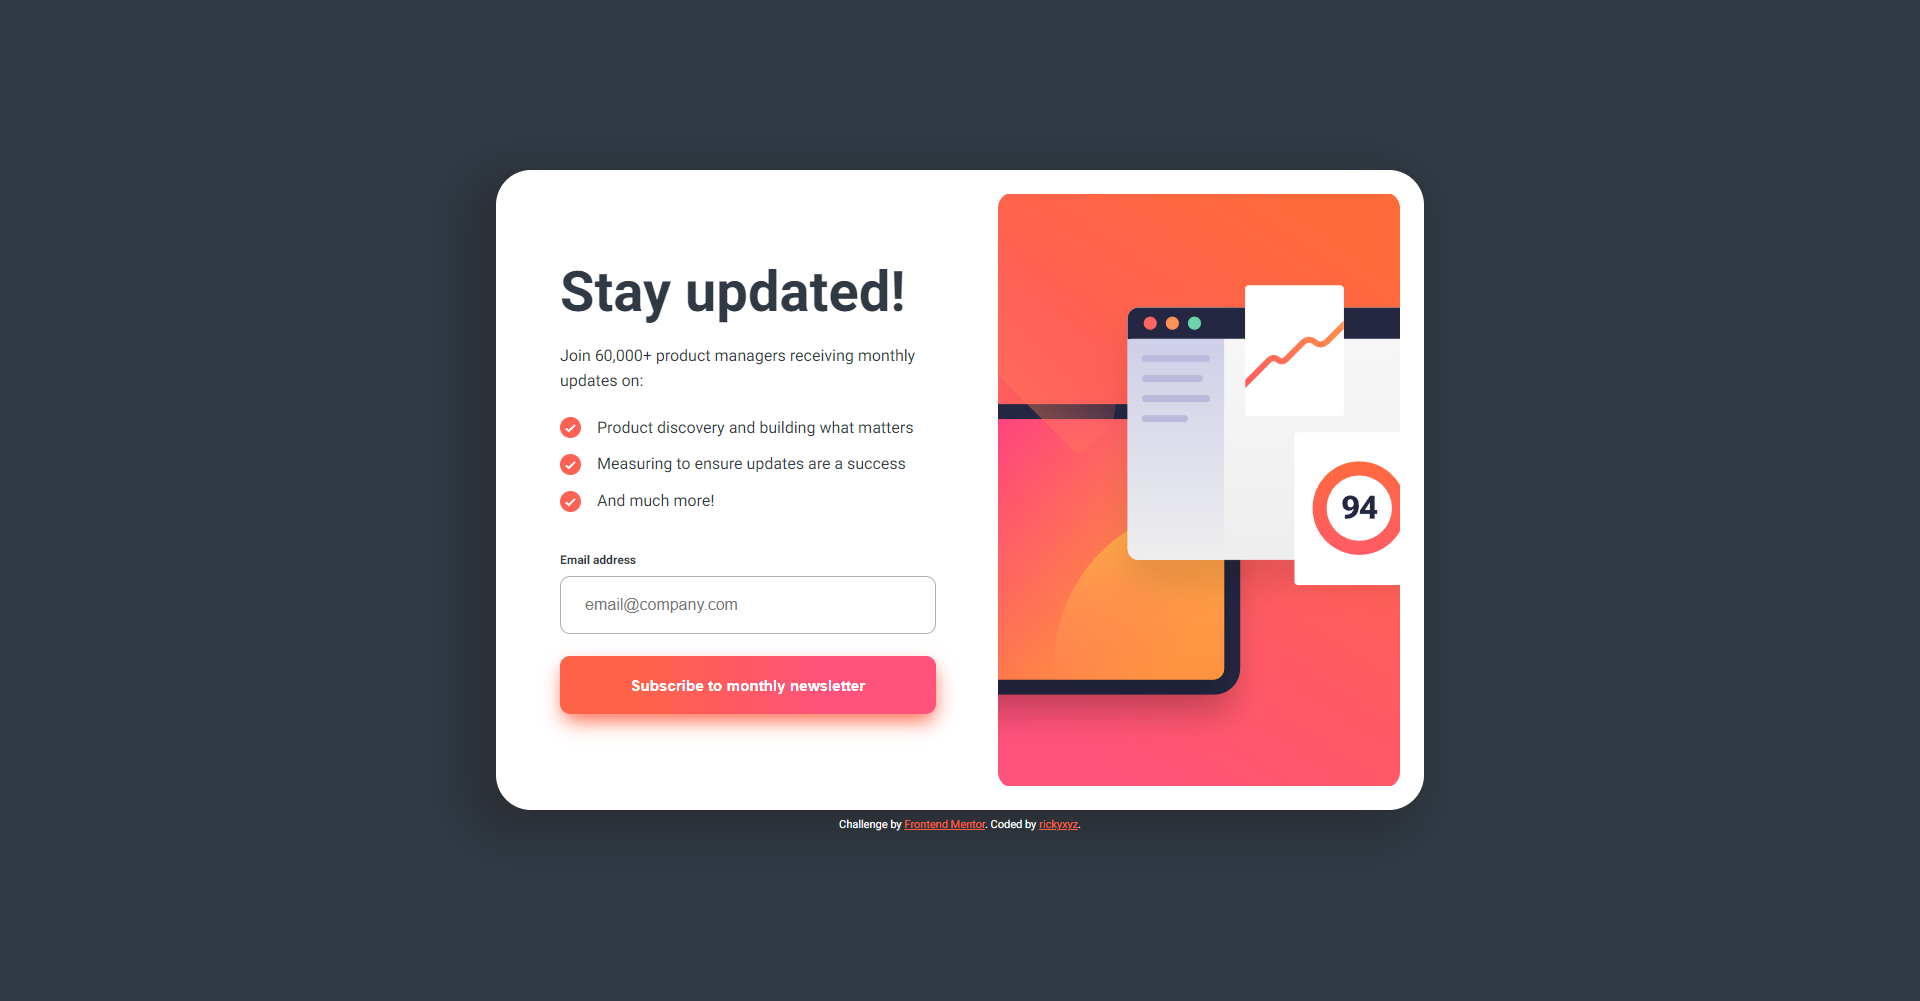 Stay updated!
Join 60,000+ product managers receiving monthly
updates on:
Product discovery and building what matters
Measuring to ensure updates are a success
And much more!
Email address
email@company.com
Subscribe to monthly newsletter
94
Challenge by Frontend Mentor. Coded by rickyxyz.